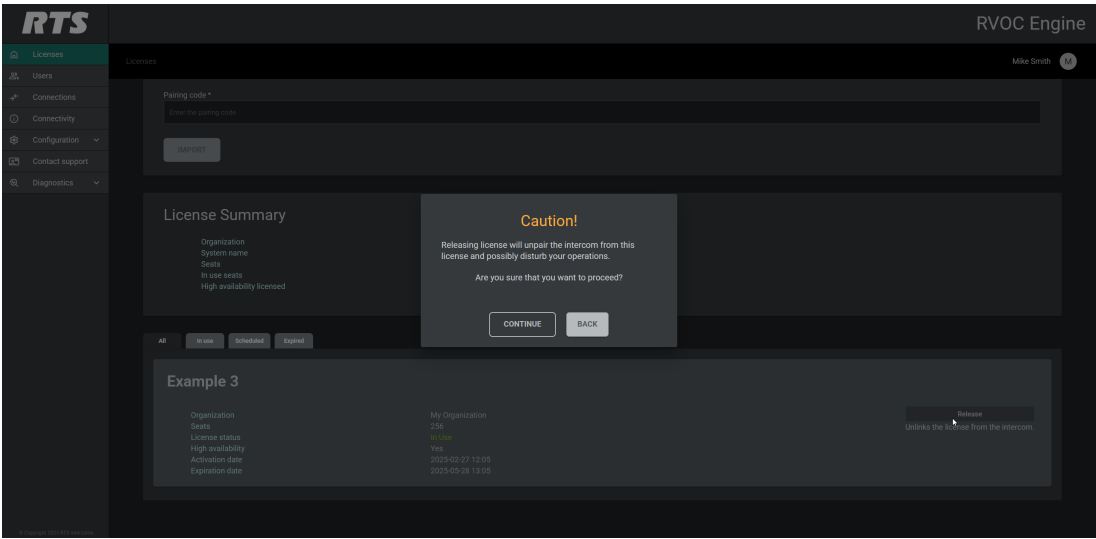 RTS
RVOC Engine
Licenses
Users
Connections
Connectivity
Configuration
Contact support
Diagnostics
Licenses
Mike Smith
M
Pairing code *
Enter the pairing code
IMPORT
License Summary
Organization
System name
Seats
In use seats
High availability licensed
Caution!
Releasing license will unpair the intercom from this
license and possibly disturb your operations.
Are you sure that you want to proceed?
CONTINUE BACK
All In use Scheduled Expired
Example 3
Organization My Organization
Seats 256
License status In Use
High availability Yes
Activation date 2025-02-27 12:05
Expiration date 2025-05-28 13:05
Release
Unlinks the license from the intercom.